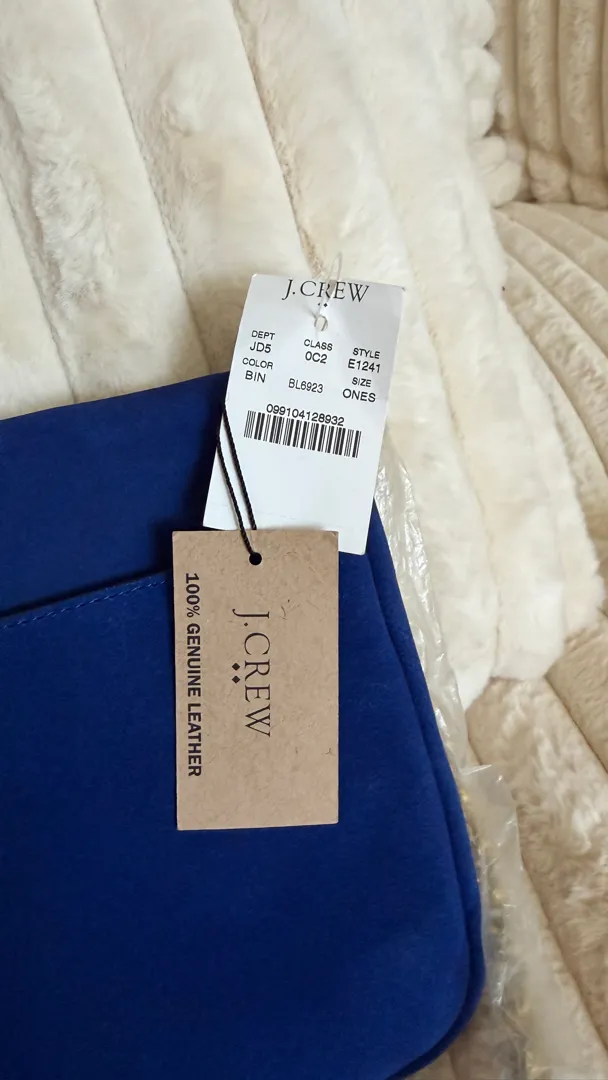 J.CREW
DEPT CLASS STYLE
JD5 0C2 E1241
COLOR SIZE
BIN BL6923 ONES
099104128932
J.CREW
100% GENUINE LEATHER